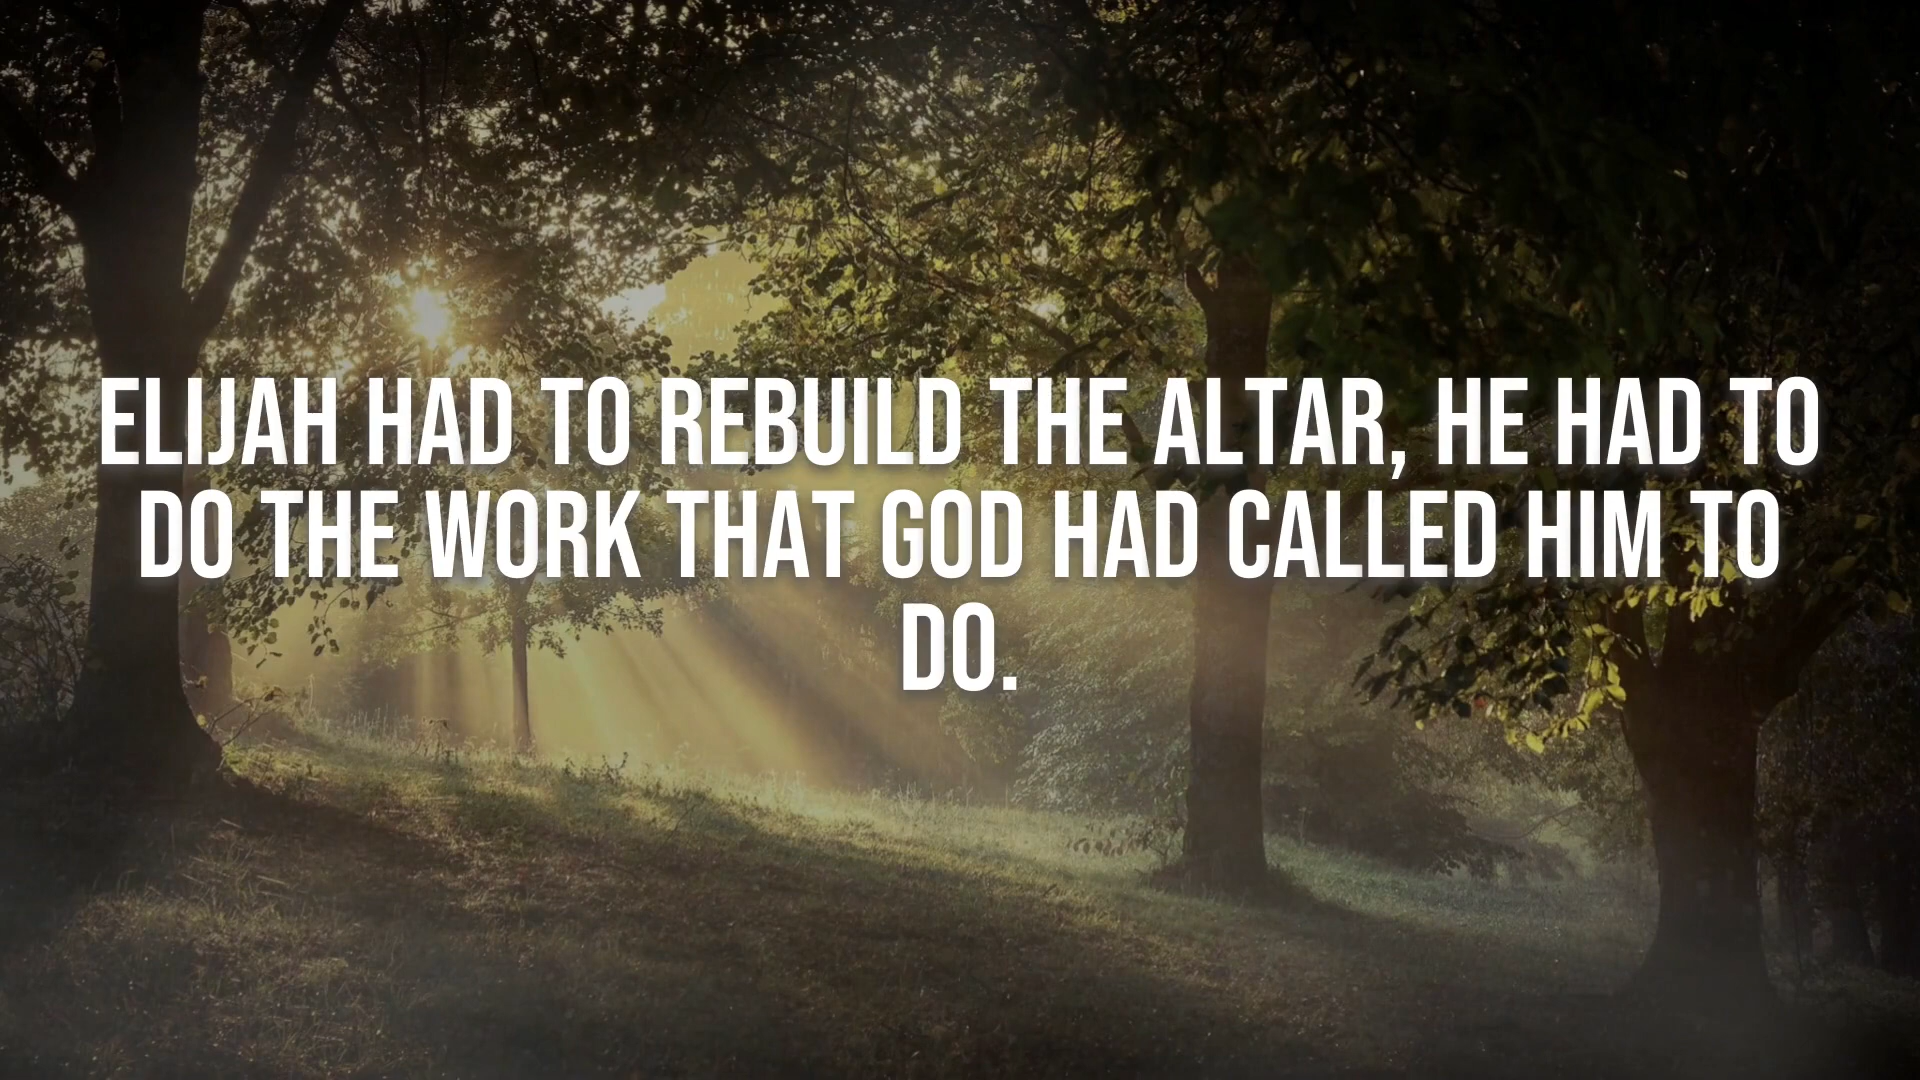 ELIJAH HAD TO REBUILD THE ALTAR, HE HAD TO
DO THE WORK THAT GOD HAD CALLED HIM TO
DO.